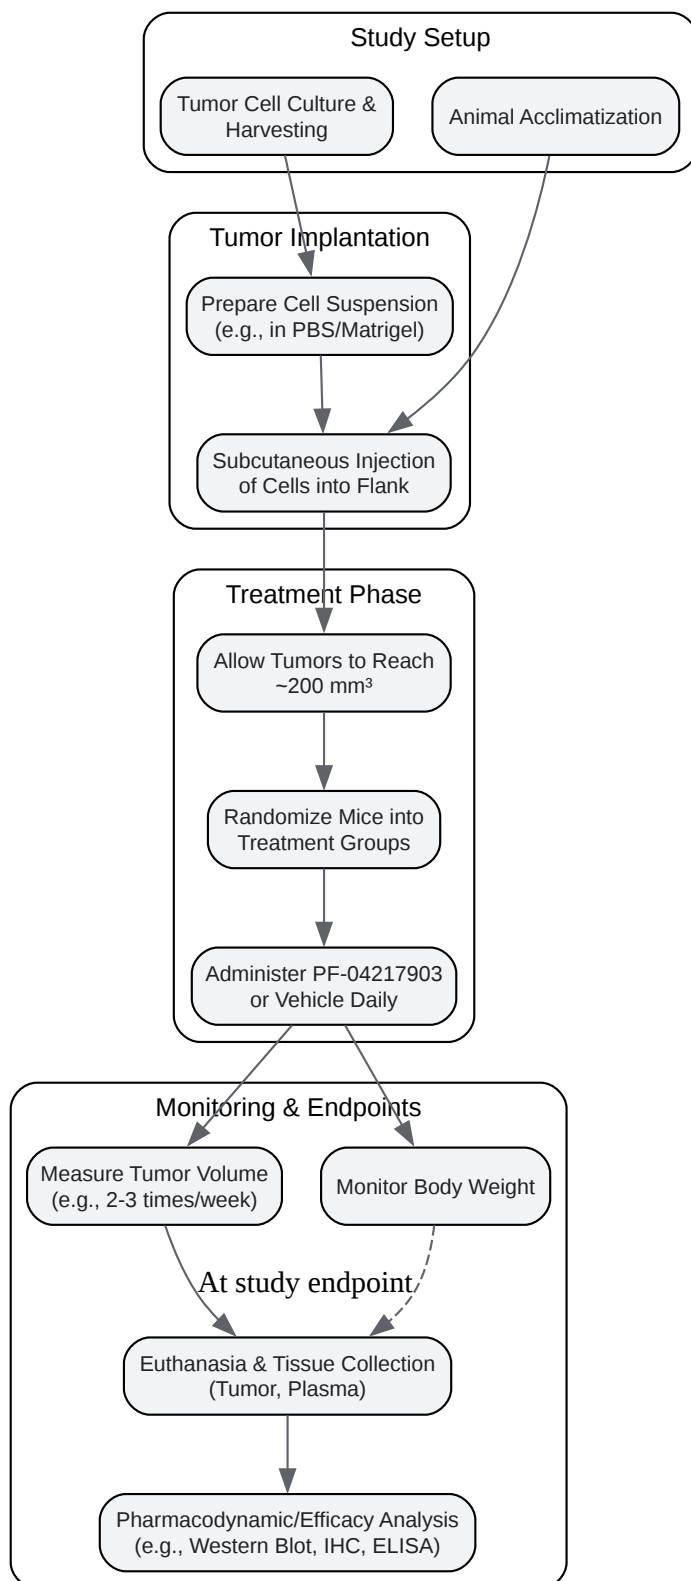 Study Setup
Tumor Cell Culture &
Harvesting
Animal Acclimatization
Tumor Implantation
Prepare Cell Suspension
(e.g., in PBS/Matrigel)
Subcutaneous Injection
of Cells into Flank
Treatment Phase
Allow Tumors to Reach
~200 mm³
Randomize Mice into
Treatment Groups
Administer PF-04217903
or Vehicle Daily
Monitoring & Endpoints
Measure Tumor Volume
(e.g., 2-3 times/week)
Monitor Body Weight
At study endpoint
Euthanasia & Tissue Collection
(Tumor, Plasma)
Pharmacodynamic/Efficacy Analysis
(e.g., Western Blot, IHC, ELISA)